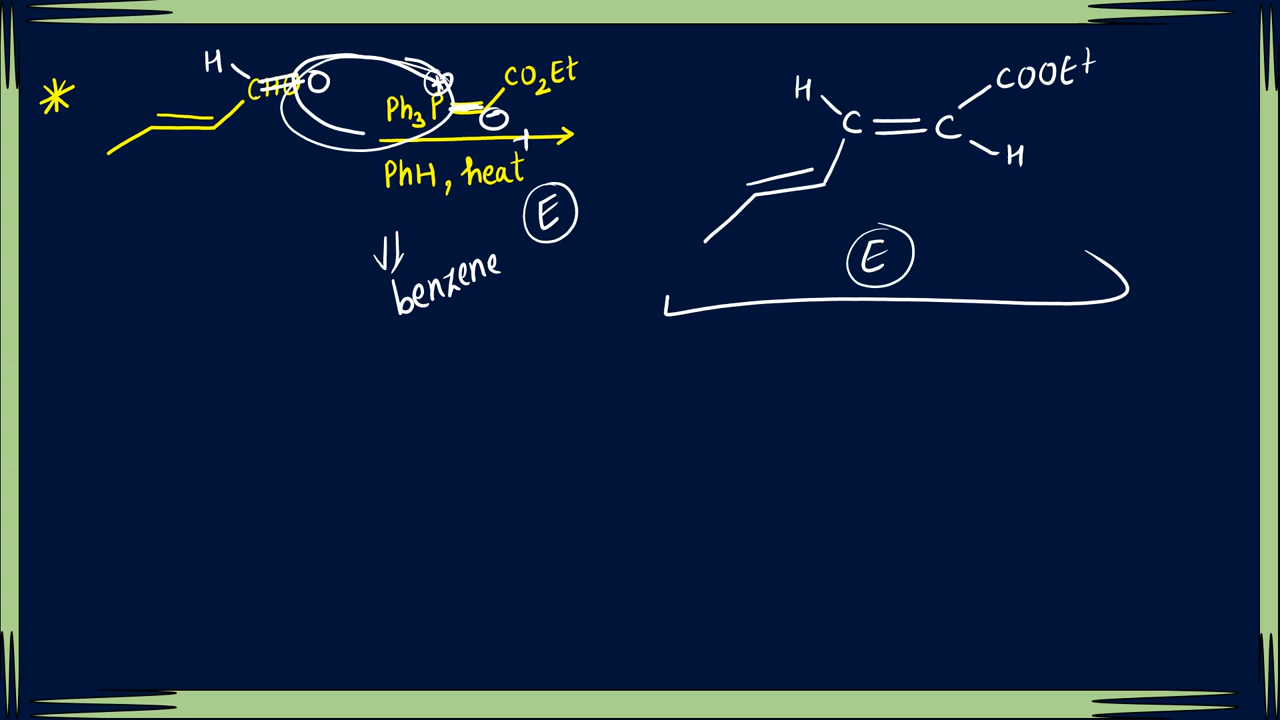 H
CHO
Ph3P
CO2Et
PhH, heat
E
benzene
H
C = C
COOEt
H
E